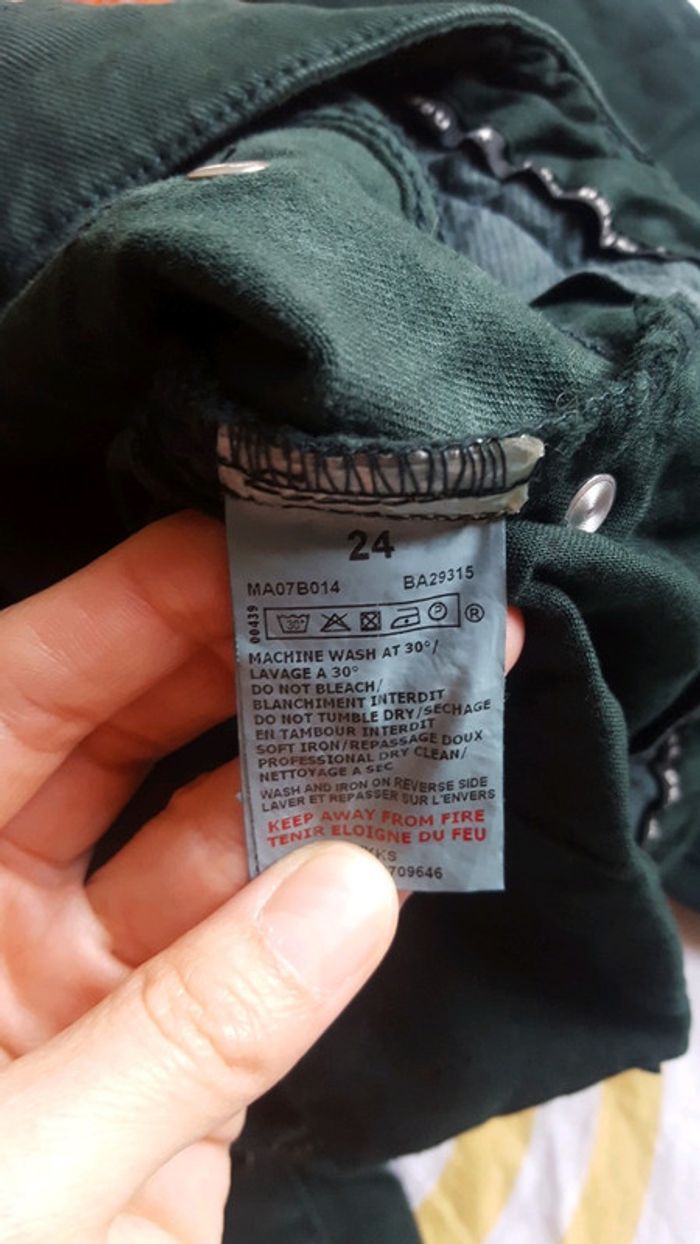 24
MA07B014 BA29315
00439
30° P ®
MACHINE WASH AT 30°/
LAVAGE A 30°
DO NOT BLEACH/
BLANCHIMENT INTERDIT
DO NOT TUMBLE DRY/SECHAGE
EN TAMBOUR INTERDIT
SOFT IRON/REPASSAGE DOUX
PROFESSIONAL DRY CLEAN/
NETTOYAGE A SEC
WASH AND IRON ON REVERSE SIDE
LAVER ET REPASSER SUR L'ENVERS
KEEP AWAY FROM FIRE
TENIR ELOIGNE DU FEU
709646